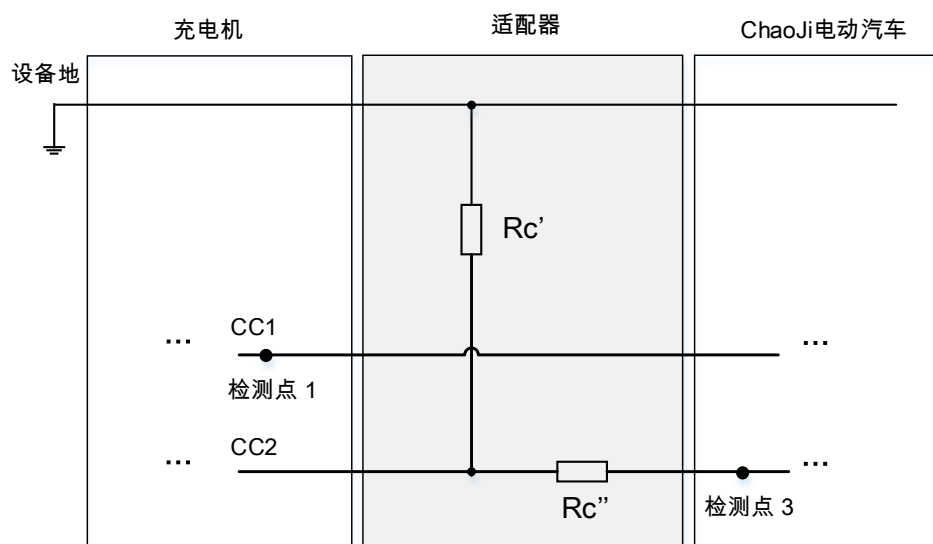 充电机
适配器
ChaoJi电动汽车
设备地
Rc’
CC1
...
...
检测点 1
CC2
...
...
Rc’’
检测点 3